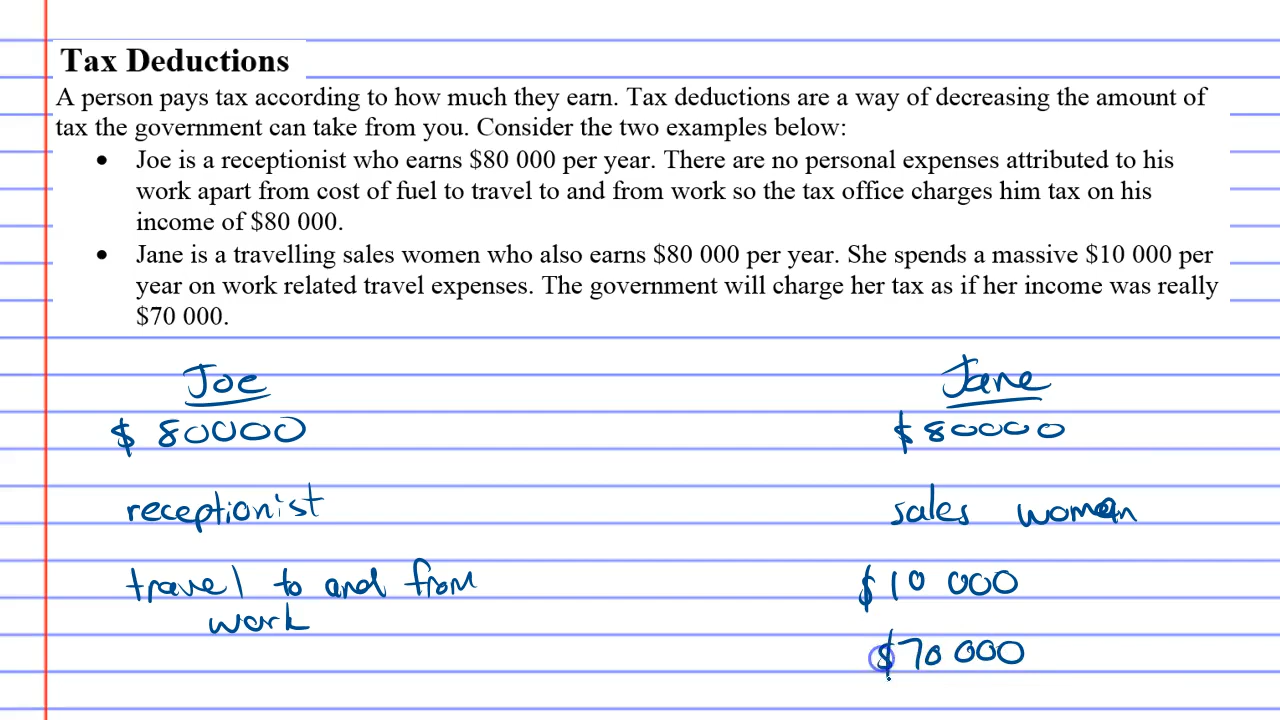 Tax Deductions
A person pays tax according to how much they earn. Tax deductions are a way of decreasing the amount of
tax the government can take from you. Consider the two examples below:
• Joe is a receptionist who earns $80 000 per year. There are no personal expenses attributed to his
work apart from cost of fuel to travel to and from work so the tax office charges him tax on his
income of $80 000.
• Jane is a travelling sales women who also earns $80 000 per year. She spends a massive $10 000 per
year on work related travel expenses. The government will charge her tax as if her income was really
$70 000.
Joe Jane
$ 80000 $80000
receptionist sales woman
travel to and from $10 000
work
$70 000